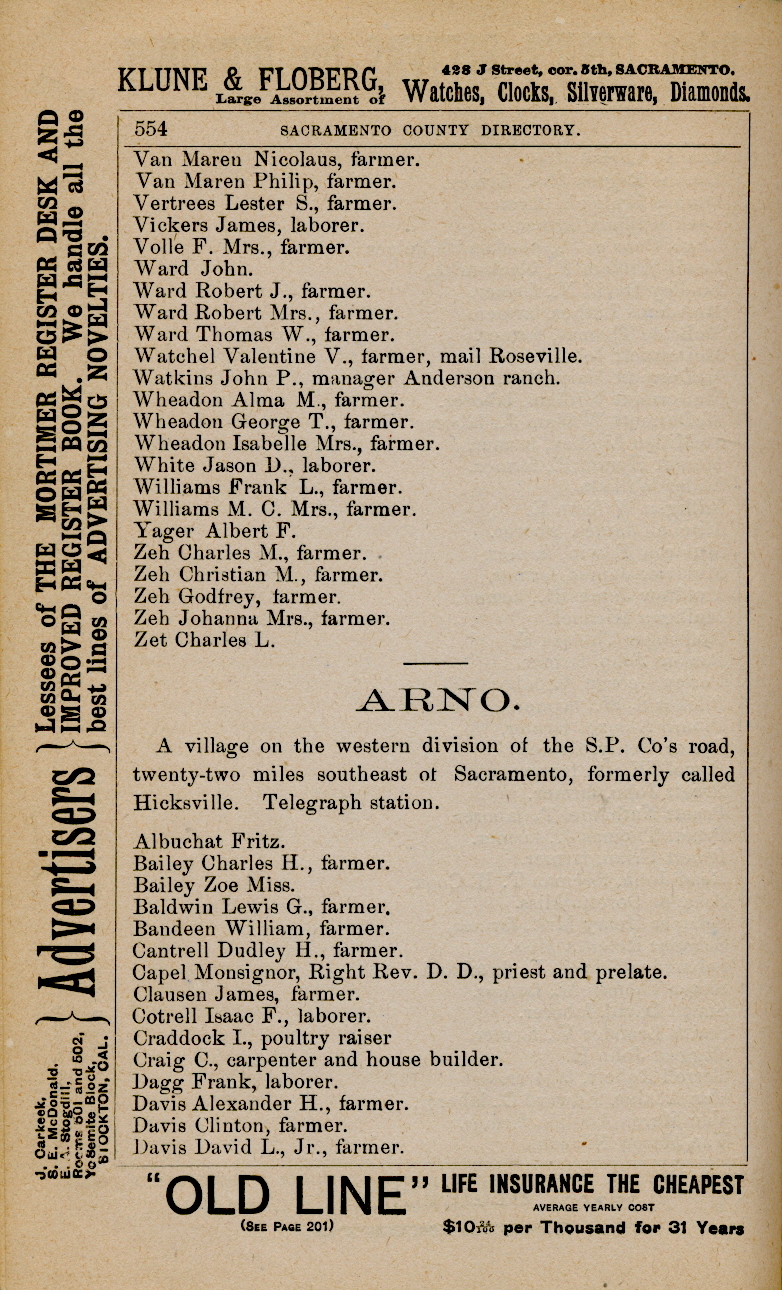 KLUNE & FLOBERG,
Large Assortment of
428 J Street, cor. 5th, SACRAMENTO.
Watches, Clocks, Silverware, Diamonds.
554 SACRAMENTO COUNTY DIRECTORY.
Van Maren Nicolaus, farmer.
Van Maren Philip, farmer.
Vertrees Lester S., farmer.
Vickers James, laborer.
Volle F. Mrs., farmer.
Ward John.
Ward Robert J., farmer.
Ward Robert Mrs., farmer.
Ward Thomas W., farmer.
Watchel Valentine V., farmer, mail Roseville.
Watkins John P., manager Anderson ranch.
Wheadon Alma M., farmer.
Wheadon George T., farmer.
Wheadon Isabelle Mrs., farmer.
White Jason D., laborer.
Williams Frank L., farmer.
Williams M. C. Mrs., farmer.
Yager Albert F.
Zeh Charles M., farmer.
Zeh Christian M., farmer.
Zeh Godfrey, farmer.
Zeh Johanna Mrs., farmer.
Zet Charles L.
ARNO.
A village on the western division of the S.P. Co's road,
twenty-two miles southeast of Sacramento, formerly called
Hicksville. Telegraph station.
Albuchat Fritz.
Bailey Charles H., farmer.
Bailey Zoe Miss.
Baldwin Lewis G., farmer.
Bandeen William, farmer.
Cantrell Dudley H., farmer.
Capel Monsignor, Right Rev. D. D., priest and prelate.
Clausen James, farmer.
Cotrell Isaac F., laborer.
Craddock I., poultry raiser
Craig C., carpenter and house builder.
Dagg Frank, laborer.
Davis Alexander H., farmer.
Davis Clinton, farmer.
Davis David L., Jr., farmer.
J. Carkeek,
S. E. McDonald,
E. A. Stogdill,
Rooms 501 and 502,
Yosemite Block,
STOCKTON, CAL.
Advertisers
Lessees of THE MORTIMER REGISTER DESK AND
IMPROVED REGISTER BOOK. We handle all the
best lines of ADVERTISING NOVELTIES.
"OLD LINE"
(SEE PAGE 201)
LIFE INSURANCE THE CHEAPEST
AVERAGE YEARLY COST
per Thousand for 31 Years